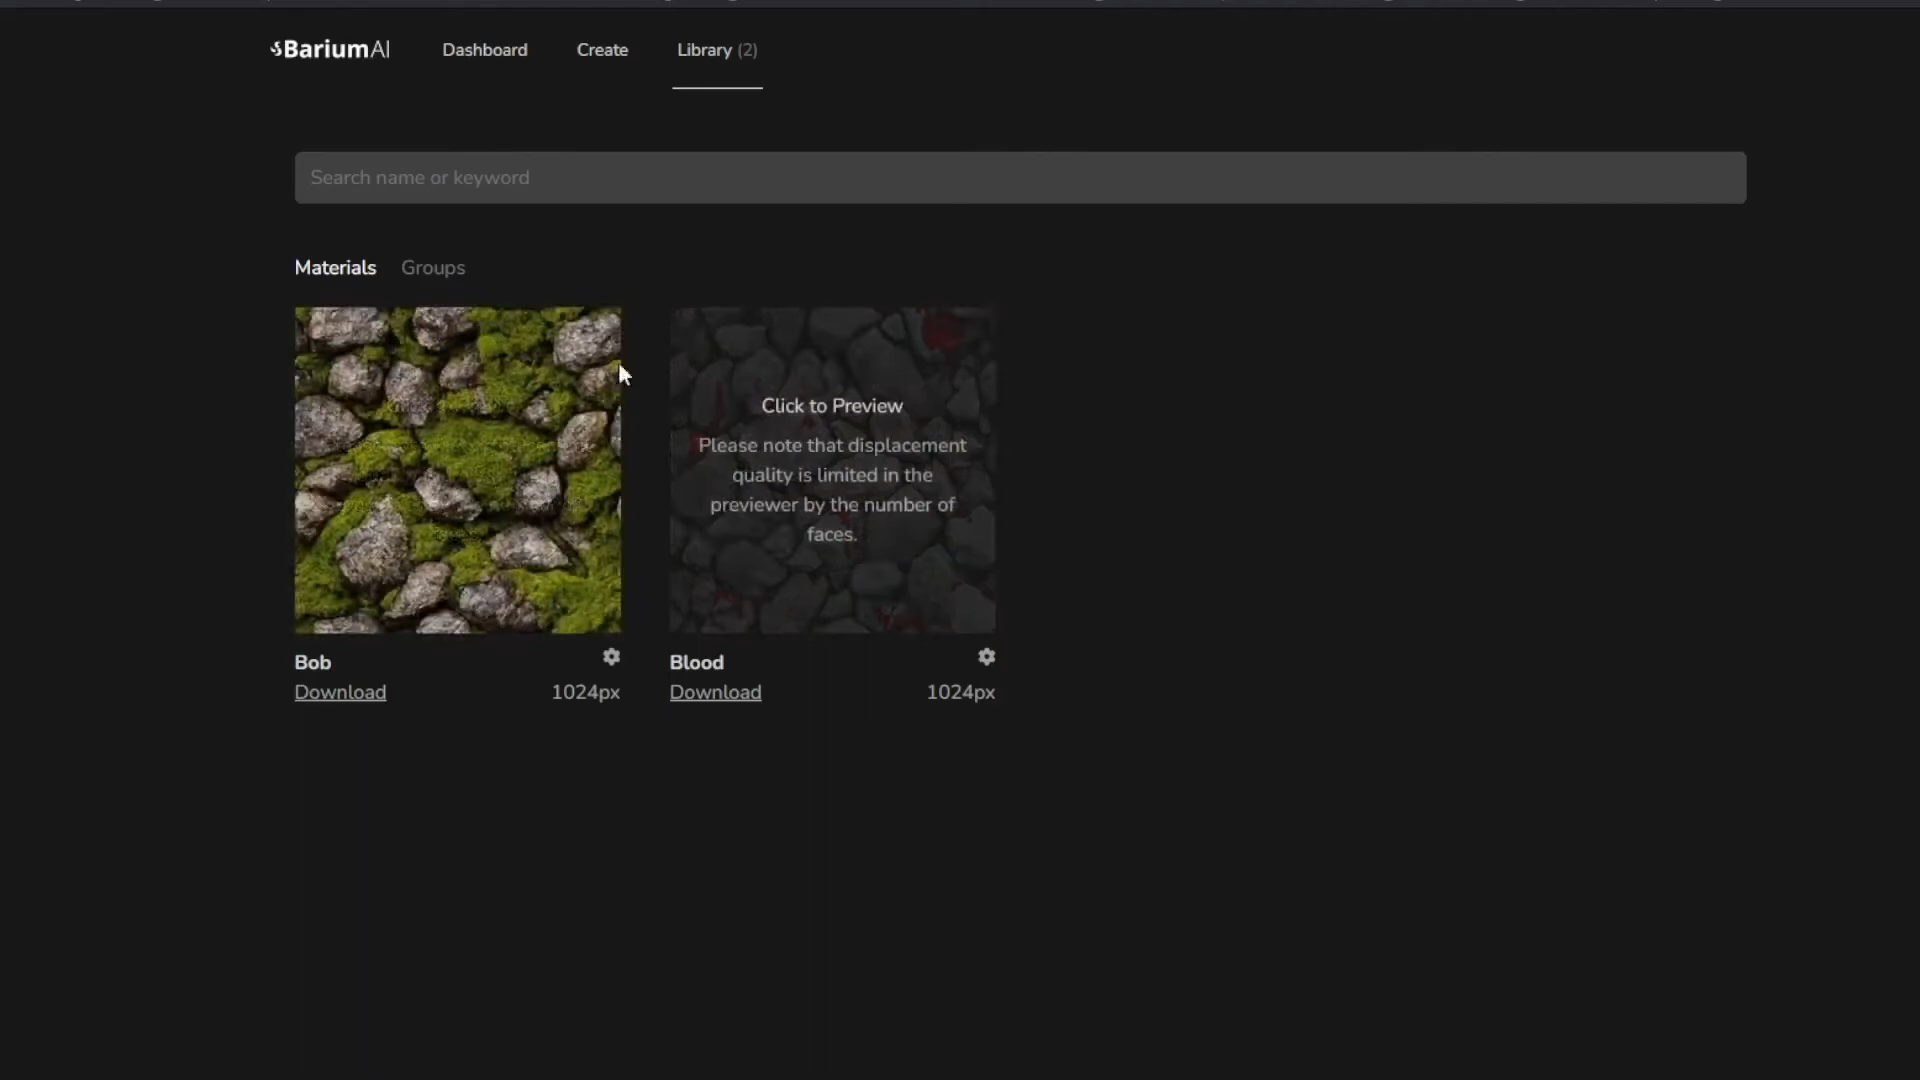 BariumAI Dashboard Create Library (2)
Search name or keyword
Materials Groups
Click to Preview
Please note that displacement
quality is limited in the
previewer by the number of
faces.
Bob
Download 1024px
Blood
Download 1024px